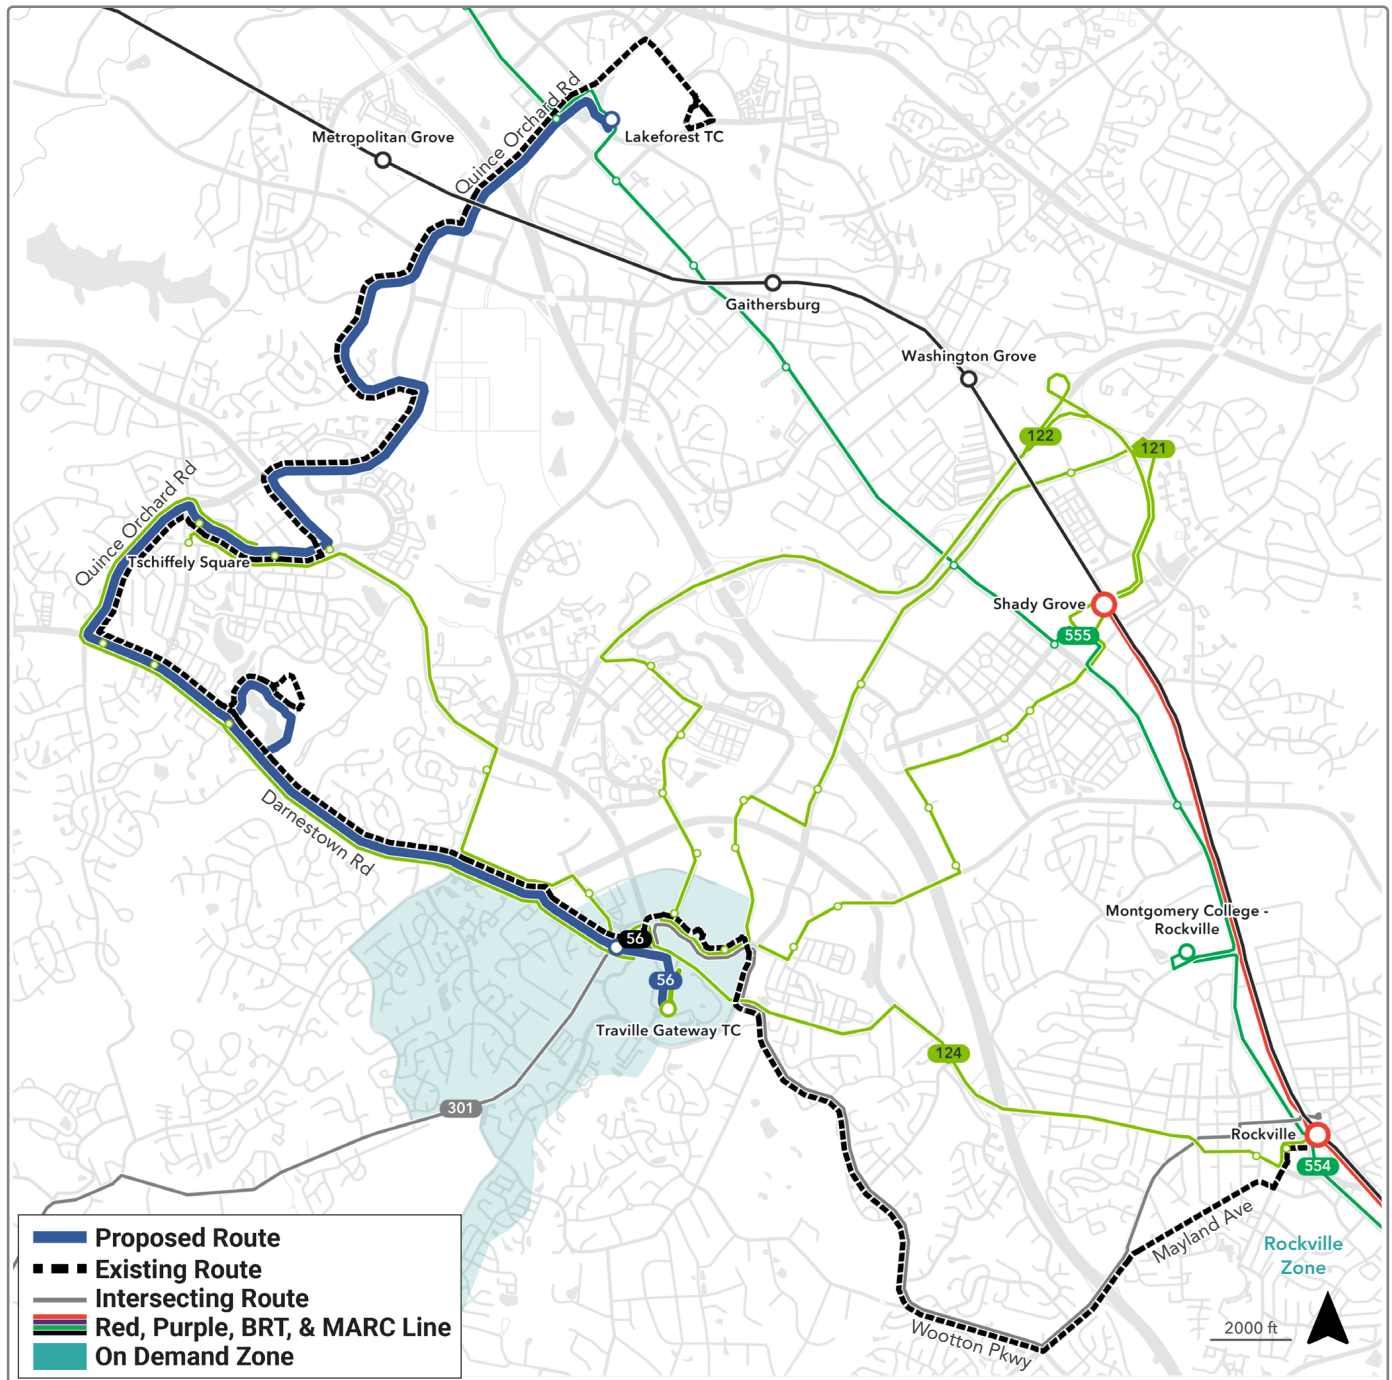 Quince Orchard Rd
Metropolitan Grove
Lakeforest TC
Gaithersburg
Washington Grove
122
121
Quince Orchard Rd
Tschiffely Square
Shady Grove
555
Darnestown Rd
Montgomery College -
Rockville
56
56
Traville Gateway TC
124
301
Rockville
554
Mayland Ave
Rockville
Zone
Wootton Pkwy
2000 ft
Proposed Route
Existing Route
Intersecting Route
Red, Purple, BRT, & MARC Line
On Demand Zone